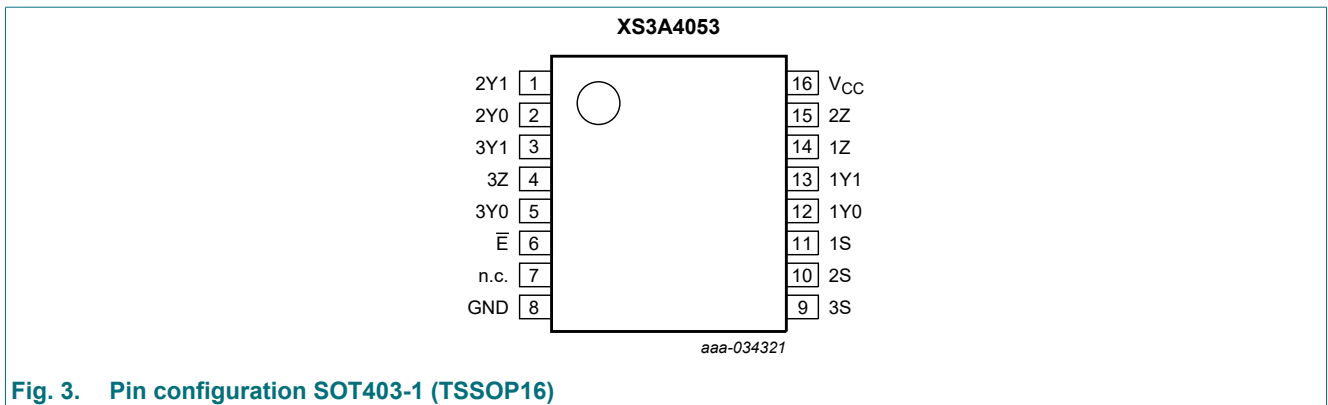 XS3A4053
2Y1 1 16 VCC
2Y0 2 15 2Z
3Y1 3 14 1Z
3Z 4 13 1Y1
3Y0 5 12 1Y0
E̅ 6 11 1S
n.c. 7 10 2S
GND 8 9 3S
aaa-034321
Fig. 3. Pin configuration SOT403-1 (TSSOP16)